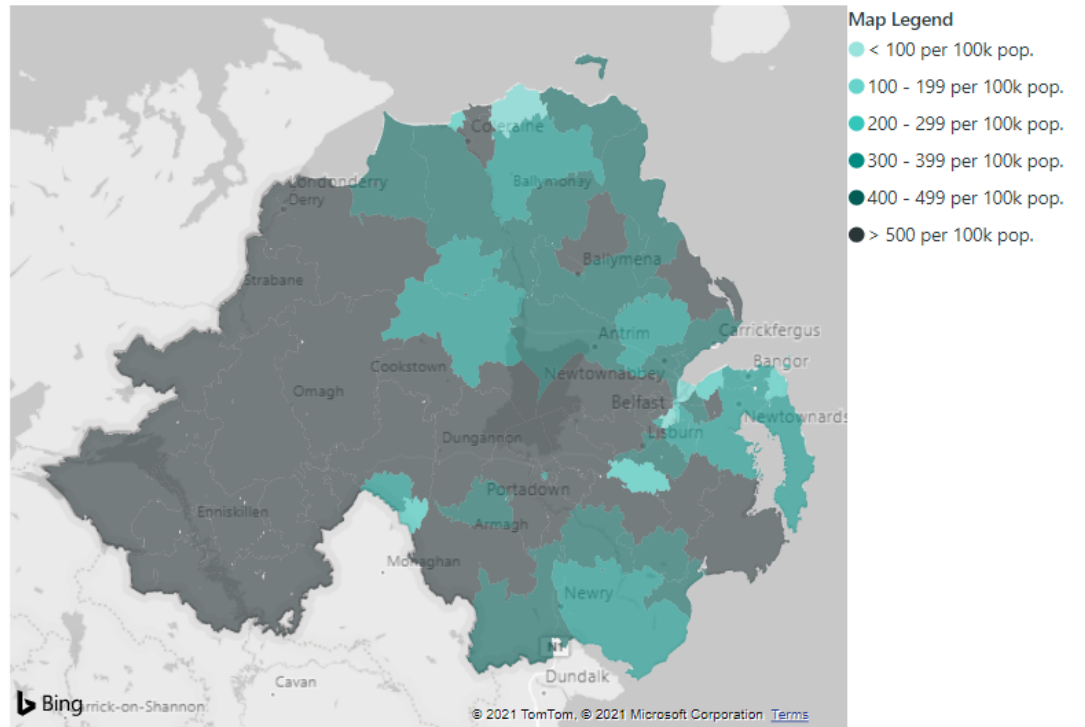 Map Legend
< 100 per 100k pop.
100 - 199 per 100k pop.
200 - 299 per 100k pop.
300 - 399 per 100k pop.
400 - 499 per 100k pop.
> 500 per 100k pop.
Coleraine
Londonderry
Derry
Ballymoney
Ballymena
Strabane
Carrickfergus
Antrim
Bangor
Cookstown
Newtownabbey
Omagh
Belfast
Newtownards
Lisburn
Dungannon
Portadown
Enniskillen
Armagh
Monaghan
Newry
N1
Dundalk
Cavan
Bing
rrick-on-Shannon
© 2021 TomTom, © 2021 Microsoft Corporation Terms